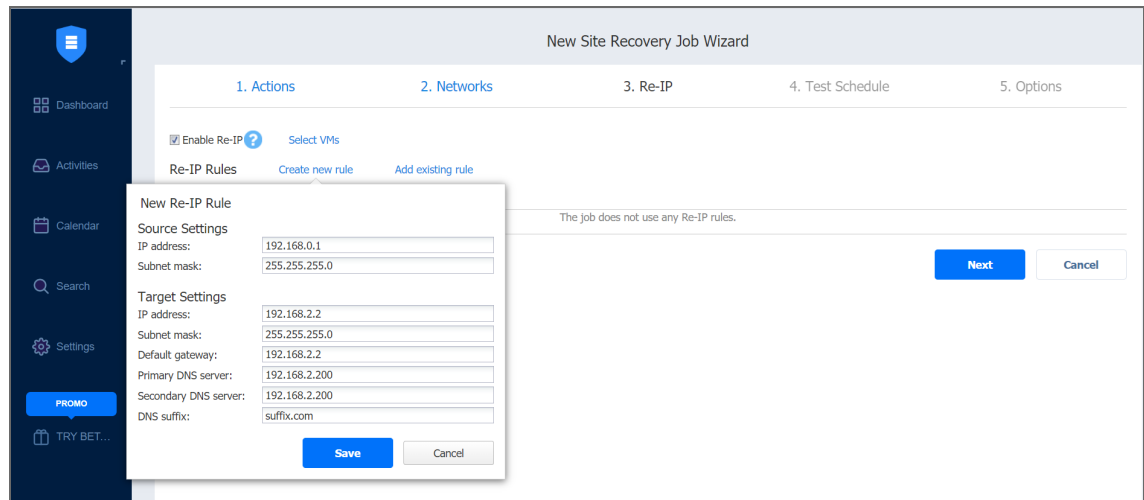 New Site Recovery Job Wizard
1. Actions 2. Networks 3. Re-IP 4. Test Schedule 5. Options
Dashboard
Activities
Calendar
Search
Settings
PROMO
TRY BET...
Enable Re-IP ? Select VMs
Re-IP Rules Create new rule Add existing rule
The job does not use any Re-IP rules.
Next Cancel
New Re-IP Rule
Source Settings
IP address: 192.168.0.1
Subnet mask: 255.255.255.0
Target Settings
IP address: 192.168.2.2
Subnet mask: 255.255.255.0
Default gateway: 192.168.2.2
Primary DNS server: 192.168.2.200
Secondary DNS server: 192.168.2.200
DNS suffix: suffix.com
Save Cancel